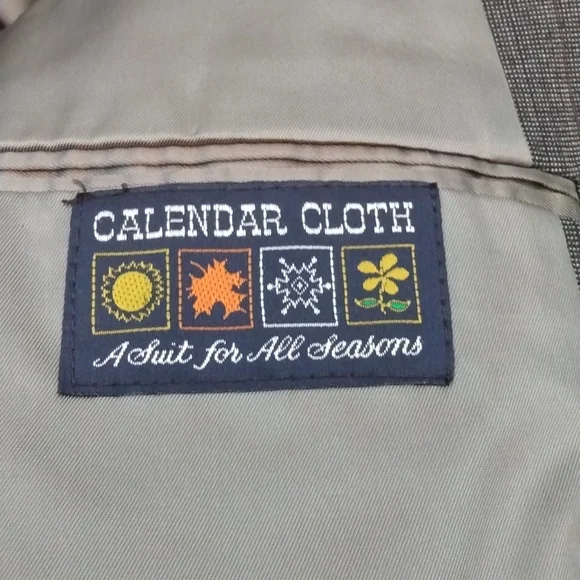 CALENDAR CLOTH
A Suit for All Seasons